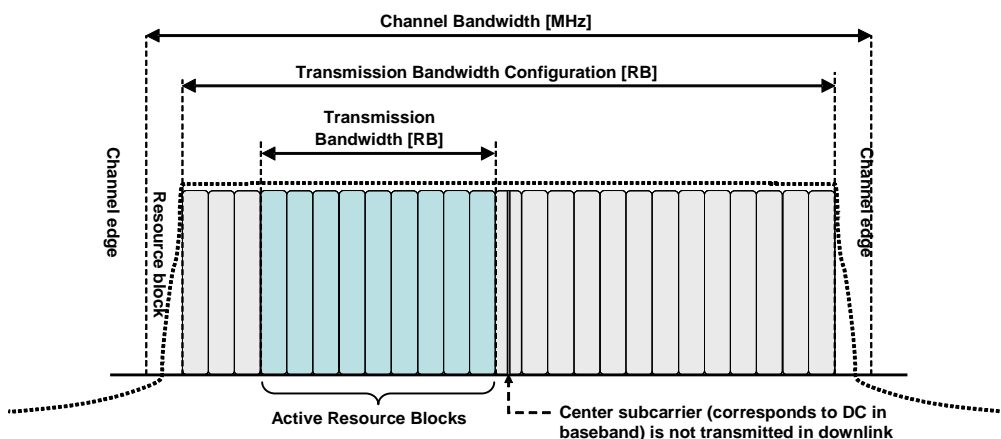 Channel Bandwidth [MHz]
Transmission Bandwidth Configuration [RB]
Transmission
Bandwidth [RB]
Channel edge
Resource block
Channel edge
Active Resource Blocks
Center subcarrier (corresponds to DC in
baseband) is not transmitted in downlink